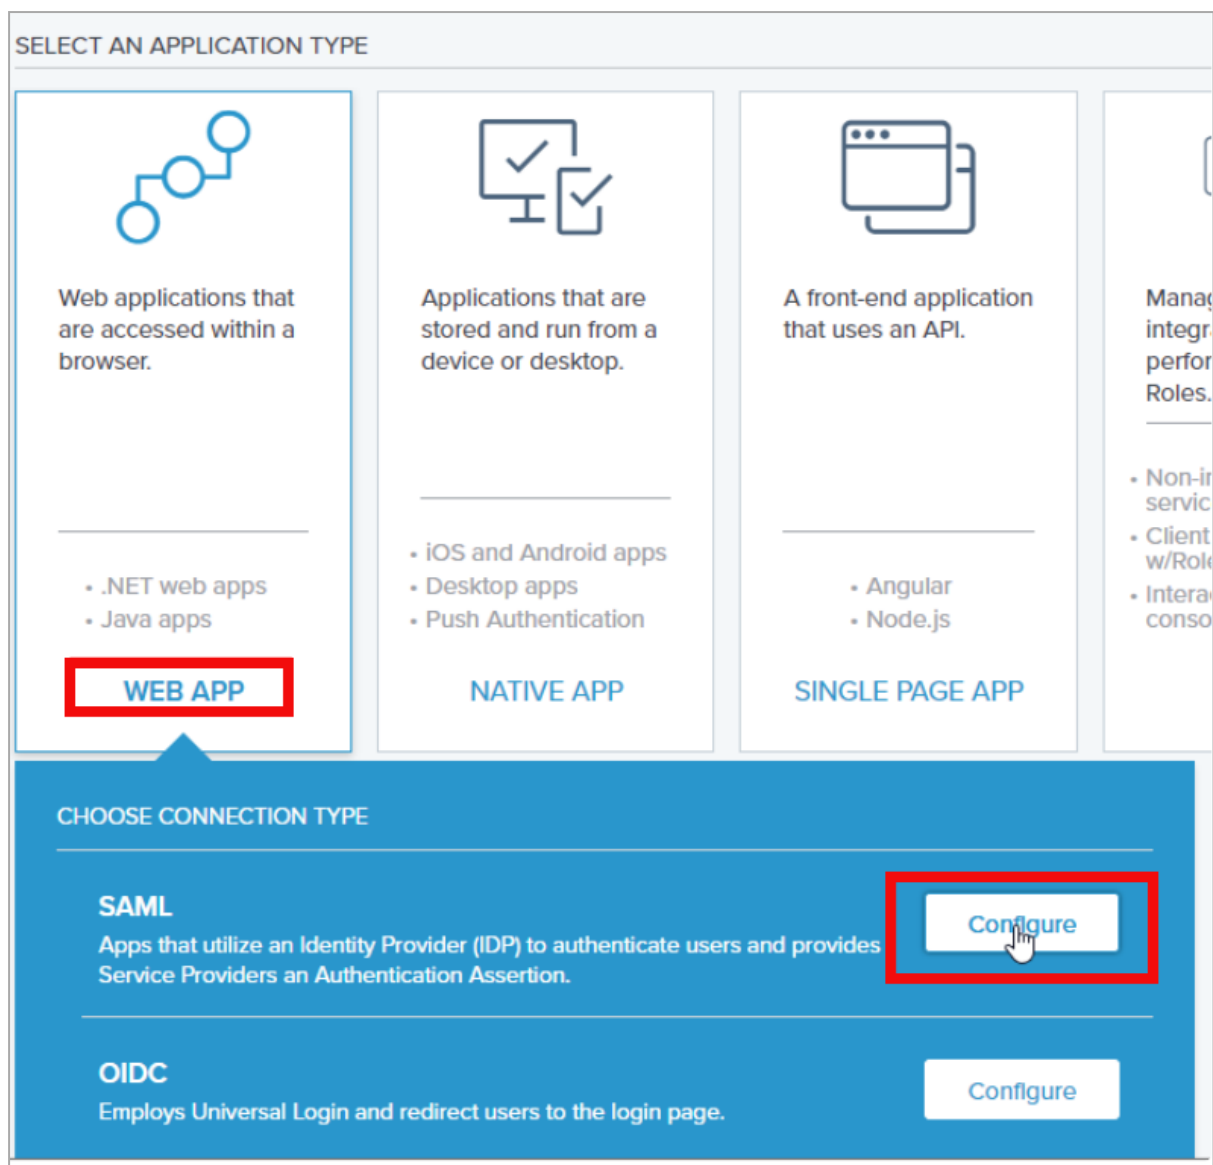 SELECT AN APPLICATION TYPE
Web applications that
are accessed within a
browser.
• .NET web apps
• Java apps
WEB APP
Applications that are
stored and run from a
device or desktop.
• iOS and Android apps
• Desktop apps
• Push Authentication
NATIVE APP
A front-end application
that uses an API.
• Angular
• Node.js
SINGLE PAGE APP
Roles.
• Client
CHOOSE CONNECTION TYPE
SAML
Apps that utilize an Identity Provider (IDP) to authenticate users and provides
Service Providers an Authentication Assertion.
Configure
OIDC
Employs Universal Login and redirect users to the login page.
Configure